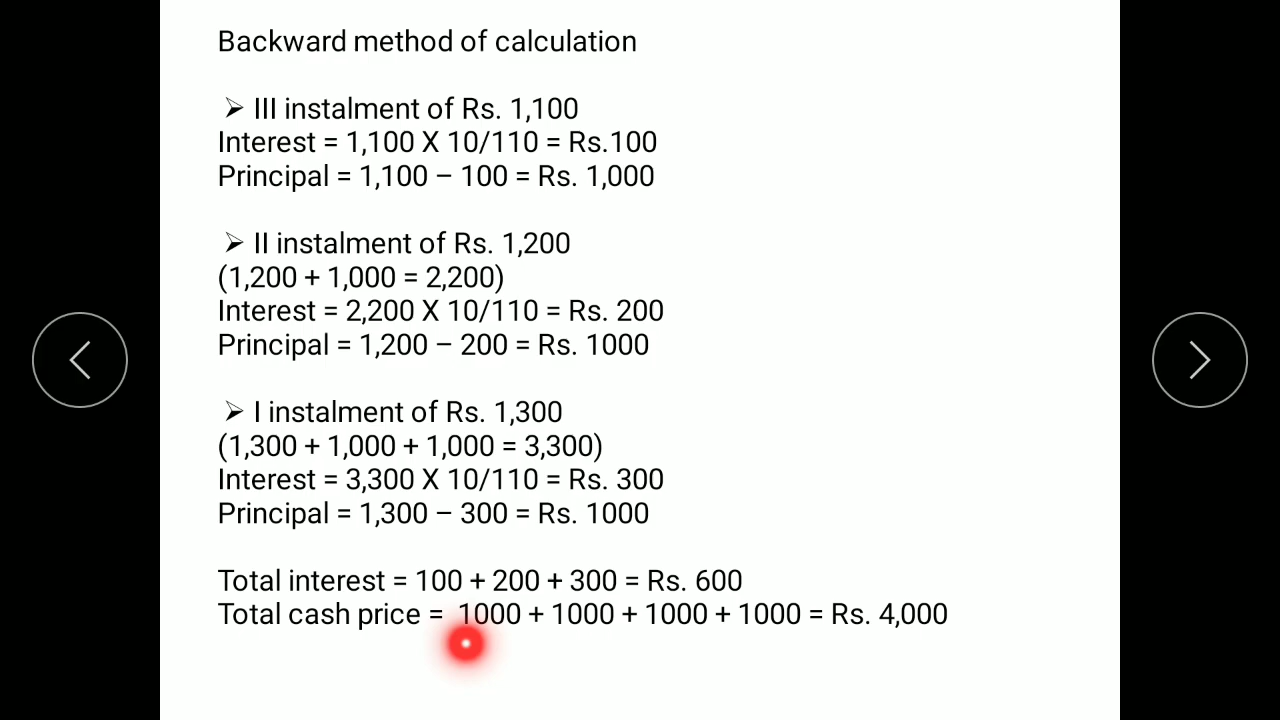 Backward method of calculation
➢ III instalment of Rs. 1,100
Interest = 1,100 X 10/110 = Rs.100
Principal = 1,100 – 100 = Rs. 1,000
➢ II instalment of Rs. 1,200
(1,200 + 1,000 = 2,200)
Interest = 2,200 X 10/110 = Rs. 200
Principal = 1,200 – 200 = Rs. 1000
➢ I instalment of Rs. 1,300
(1,300 + 1,000 + 1,000 = 3,300)
Interest = 3,300 X 10/110 = Rs. 300
Principal = 1,300 – 300 = Rs. 1000
Total interest = 100 + 200 + 300 = Rs. 600
Total cash price = 1000 + 1000 + 1000 + 1000 = Rs. 4,000